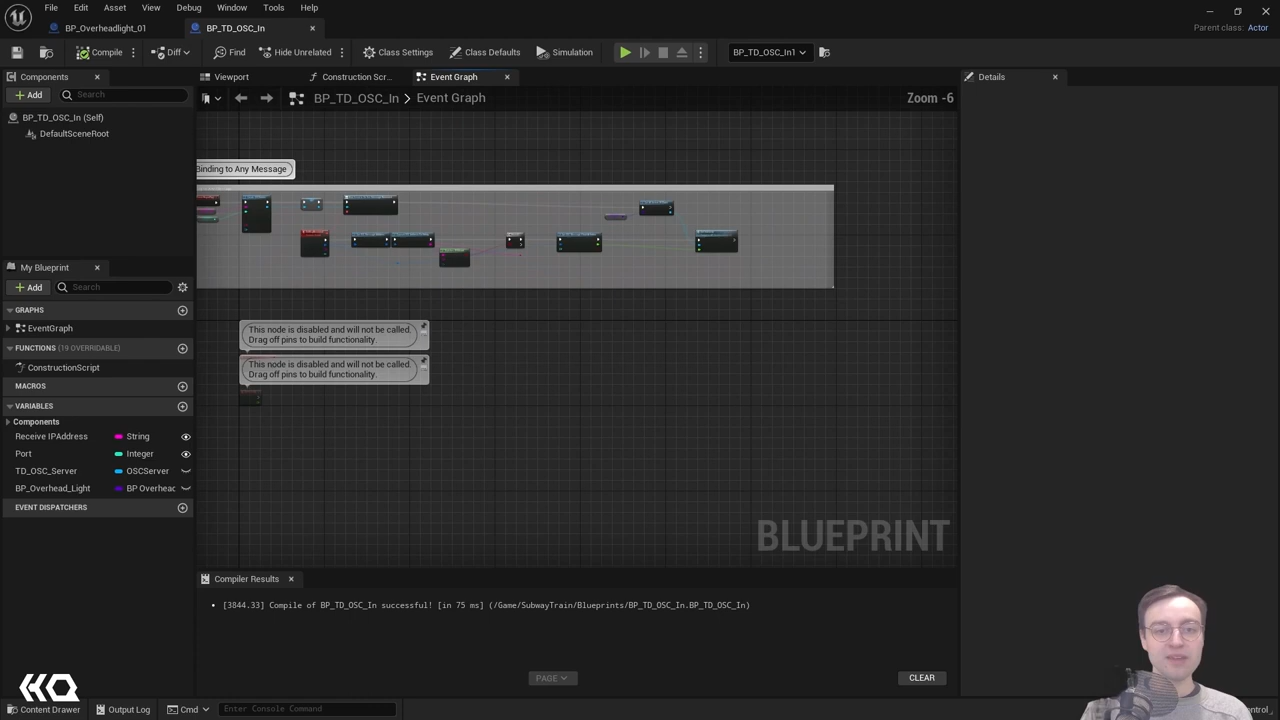 File Edit Asset View Debug Window Tools Help
BP_Overheadlight_01
BP_TD_OSC_In
Parent class: Actor
Compile
Diff
Find
Hide Unrelated
Class Settings
Class Defaults
Simulation
BP_TD_OSC_In1
Components
Viewport
Construction Scr...
Event Graph
Details
Add
Search
BP_TD_OSC_In > Event Graph
Zoom -6
BP_TD_OSC_In (Self)
DefaultSceneRoot
Binding to Any Message
My Blueprint
Add
Search
GRAPHS
EventGraph
FUNCTIONS (19 OVERRIDABLE)
ConstructionScript
MACROS
VARIABLES
Components
Receive IPAddress String
Port Integer
TD_OSC_Server OSCServer
BP_Overhead_Light BP Overhead
EVENT DISPATCHERS
This node is disabled and will not be called.
Drag off pins to build functionality.
This node is disabled and will not be called.
Drag off pins to build functionality.
BLUEPRINT
Compiler Results
[3844.33] Compile of BP_TD_OSC_In successful! [in 75 ms] (/Game/SubwayTrain/Blueprints/BP_TD_OSC_In.BP_TD_OSC_In)
PAGE
CLEAR
Content Drawer
Output Log
Cmd
Enter Console Command